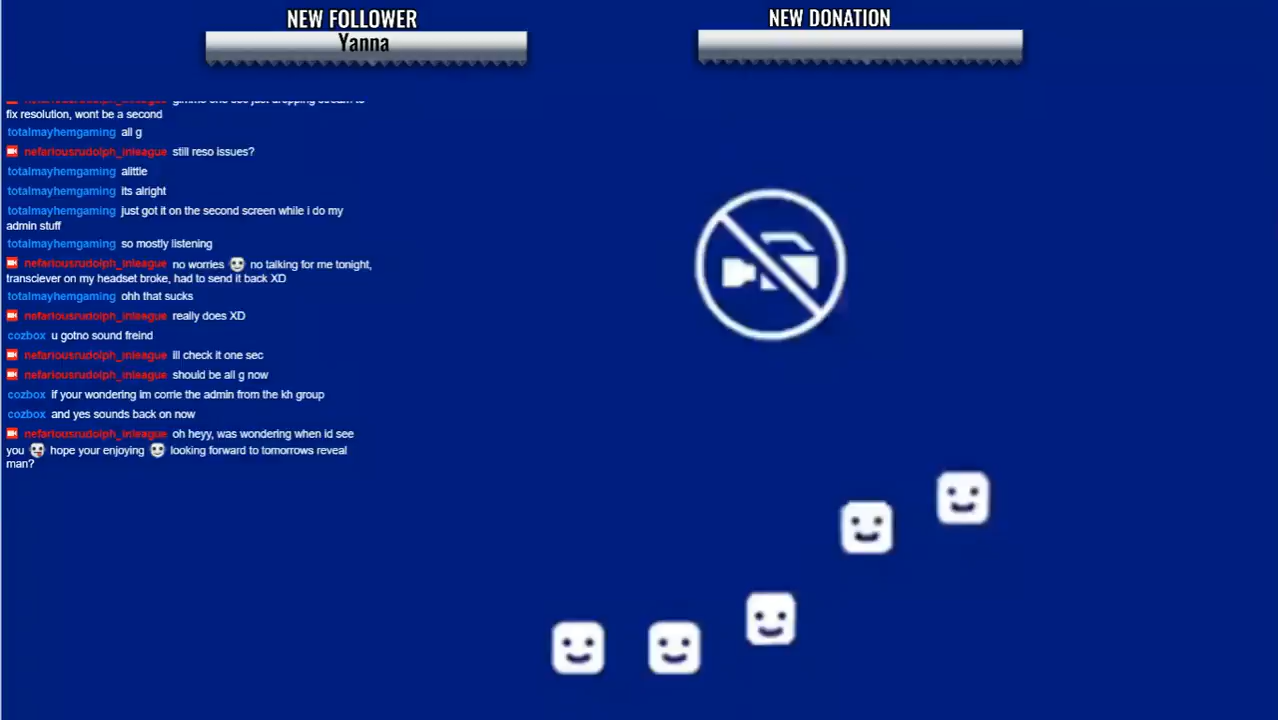 NEW FOLLOWER
Yanna
NEW DONATION
fix resolution, wont be a second
totalmayhemgaming all g
nefariousrudolph_inleague still reso issues?
totalmayhemgaming alittle
totalmayhemgaming its alright
totalmayhemgaming just got it on the second screen while i do my
admin stuff
totalmayhemgaming so mostly listening
nefariousrudolph_inleague no worries no talking for me tonight,
transciever on my headset broke, had to send it back XD
totalmayhemgaming ohh that sucks
nefariousrudolph_inleague really does XD
cozbox u gotno sound freind
nefariousrudolph_inleague ill check it one sec
nefariousrudolph_inleague should be all g now
cozbox if your wondering im corrie the admin from the kh group
cozbox and yes sounds back on now
nefariousrudolph_inleague oh heyy, was wondering when id see
you hope your enjoying looking forward to tomorrows reveal
man?